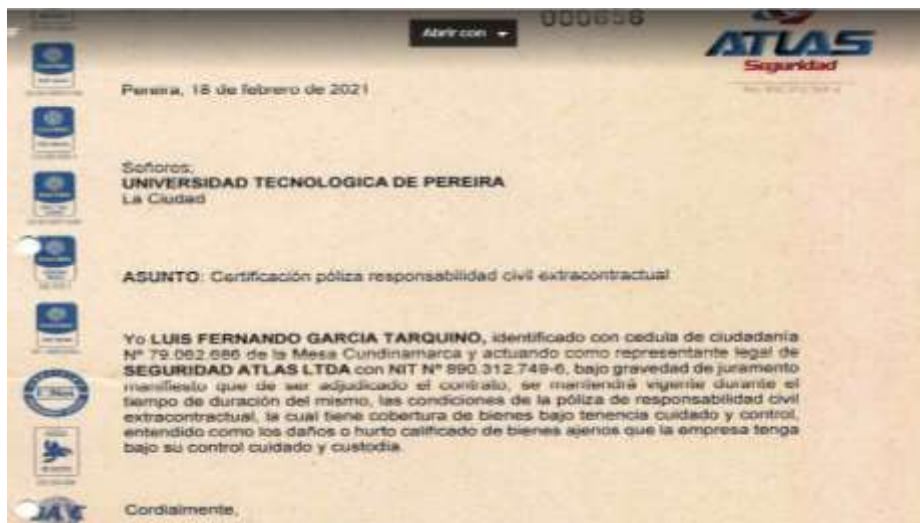 000656
Abrir con
ATLAS
Seguridad
Pereira, 18 de febrero de 2021
Señores;
UNIVERSIDAD TECNOLOGICA DE PEREIRA
La Ciudad
ASUNTO: Certificación póliza responsabilidad civil extracontractual
Yo LUIS FERNANDO GARCIA TARQUINO, identificado con cedula de ciudadanía
Nº 79.062.686 de la Mesa Cundinamarca y actuando como representante legal de
SEGURIDAD ATLAS LTDA con NIT Nº 890.312.749-6, bajo gravedad de juramento
manifiesto que de ser adjudicado el contrato, se mantendrá vigente durante el
tiempo de duración del mismo, las condiciones de la póliza de responsabilidad civil
extracontractual, la cual tiene cobertura de bienes bajo tenencia cuidado y control,
entendido como los daños o hurto calificado de bienes ajenos que la empresa tenga
bajo su control cuidado y custodia.
Cordialmente,